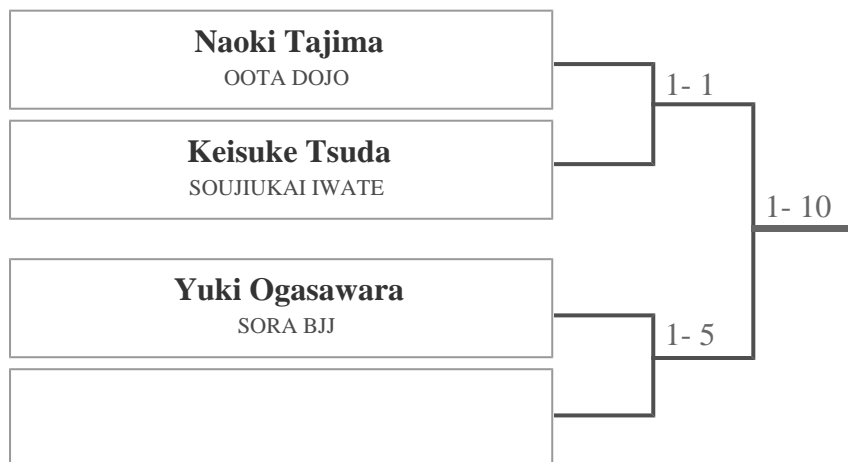 Naoki Tajima
OOTA DOJO
1- 1
Keisuke Tsuda
SOUJIUKAI IWATE
1- 10
Yuki Ogasawara
SORA BJJ
1- 5